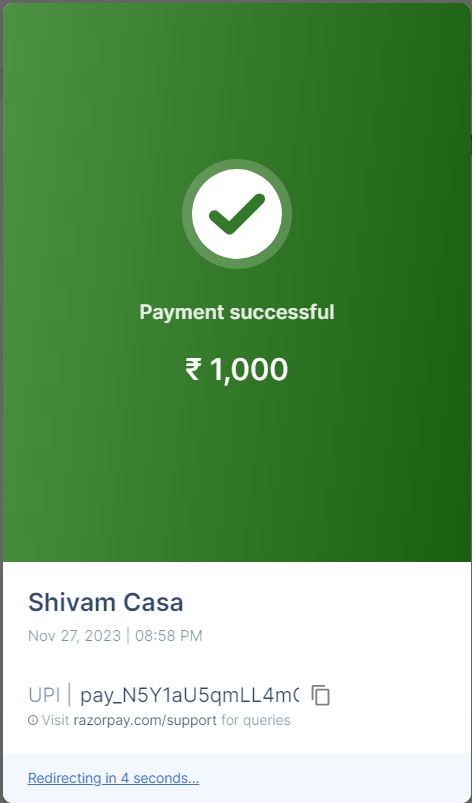 Payment successful
₹ 1,000
Shivam Casa
Nov 27, 2023 | 08:58 PM
UPI | pay_N5Y1aU5qmLL4m
Visit razorpay.com/support for queries
Redirecting in 4 seconds...